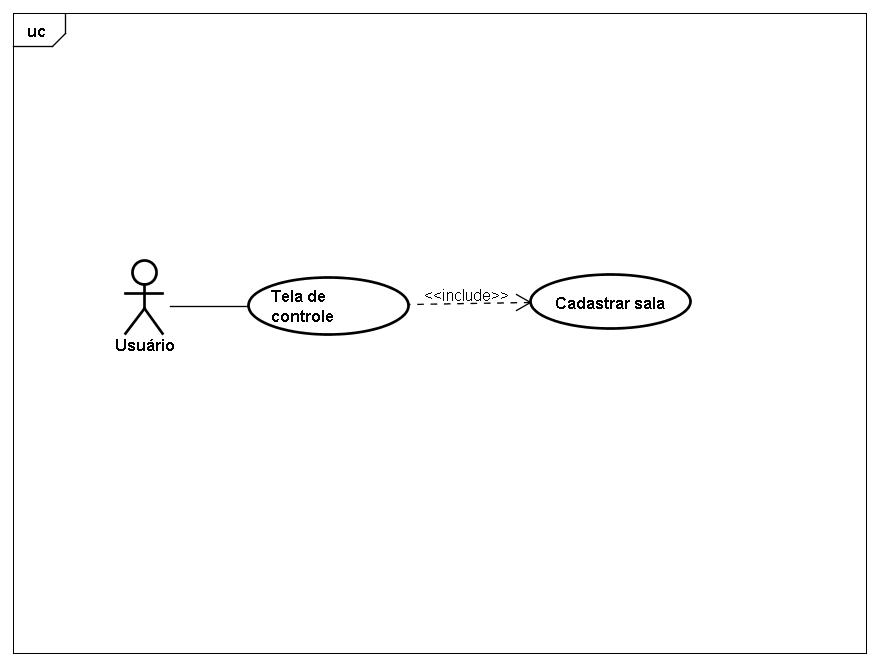 uc
Tela de
controle
<<include>>
Cadastrar sala
Usuário